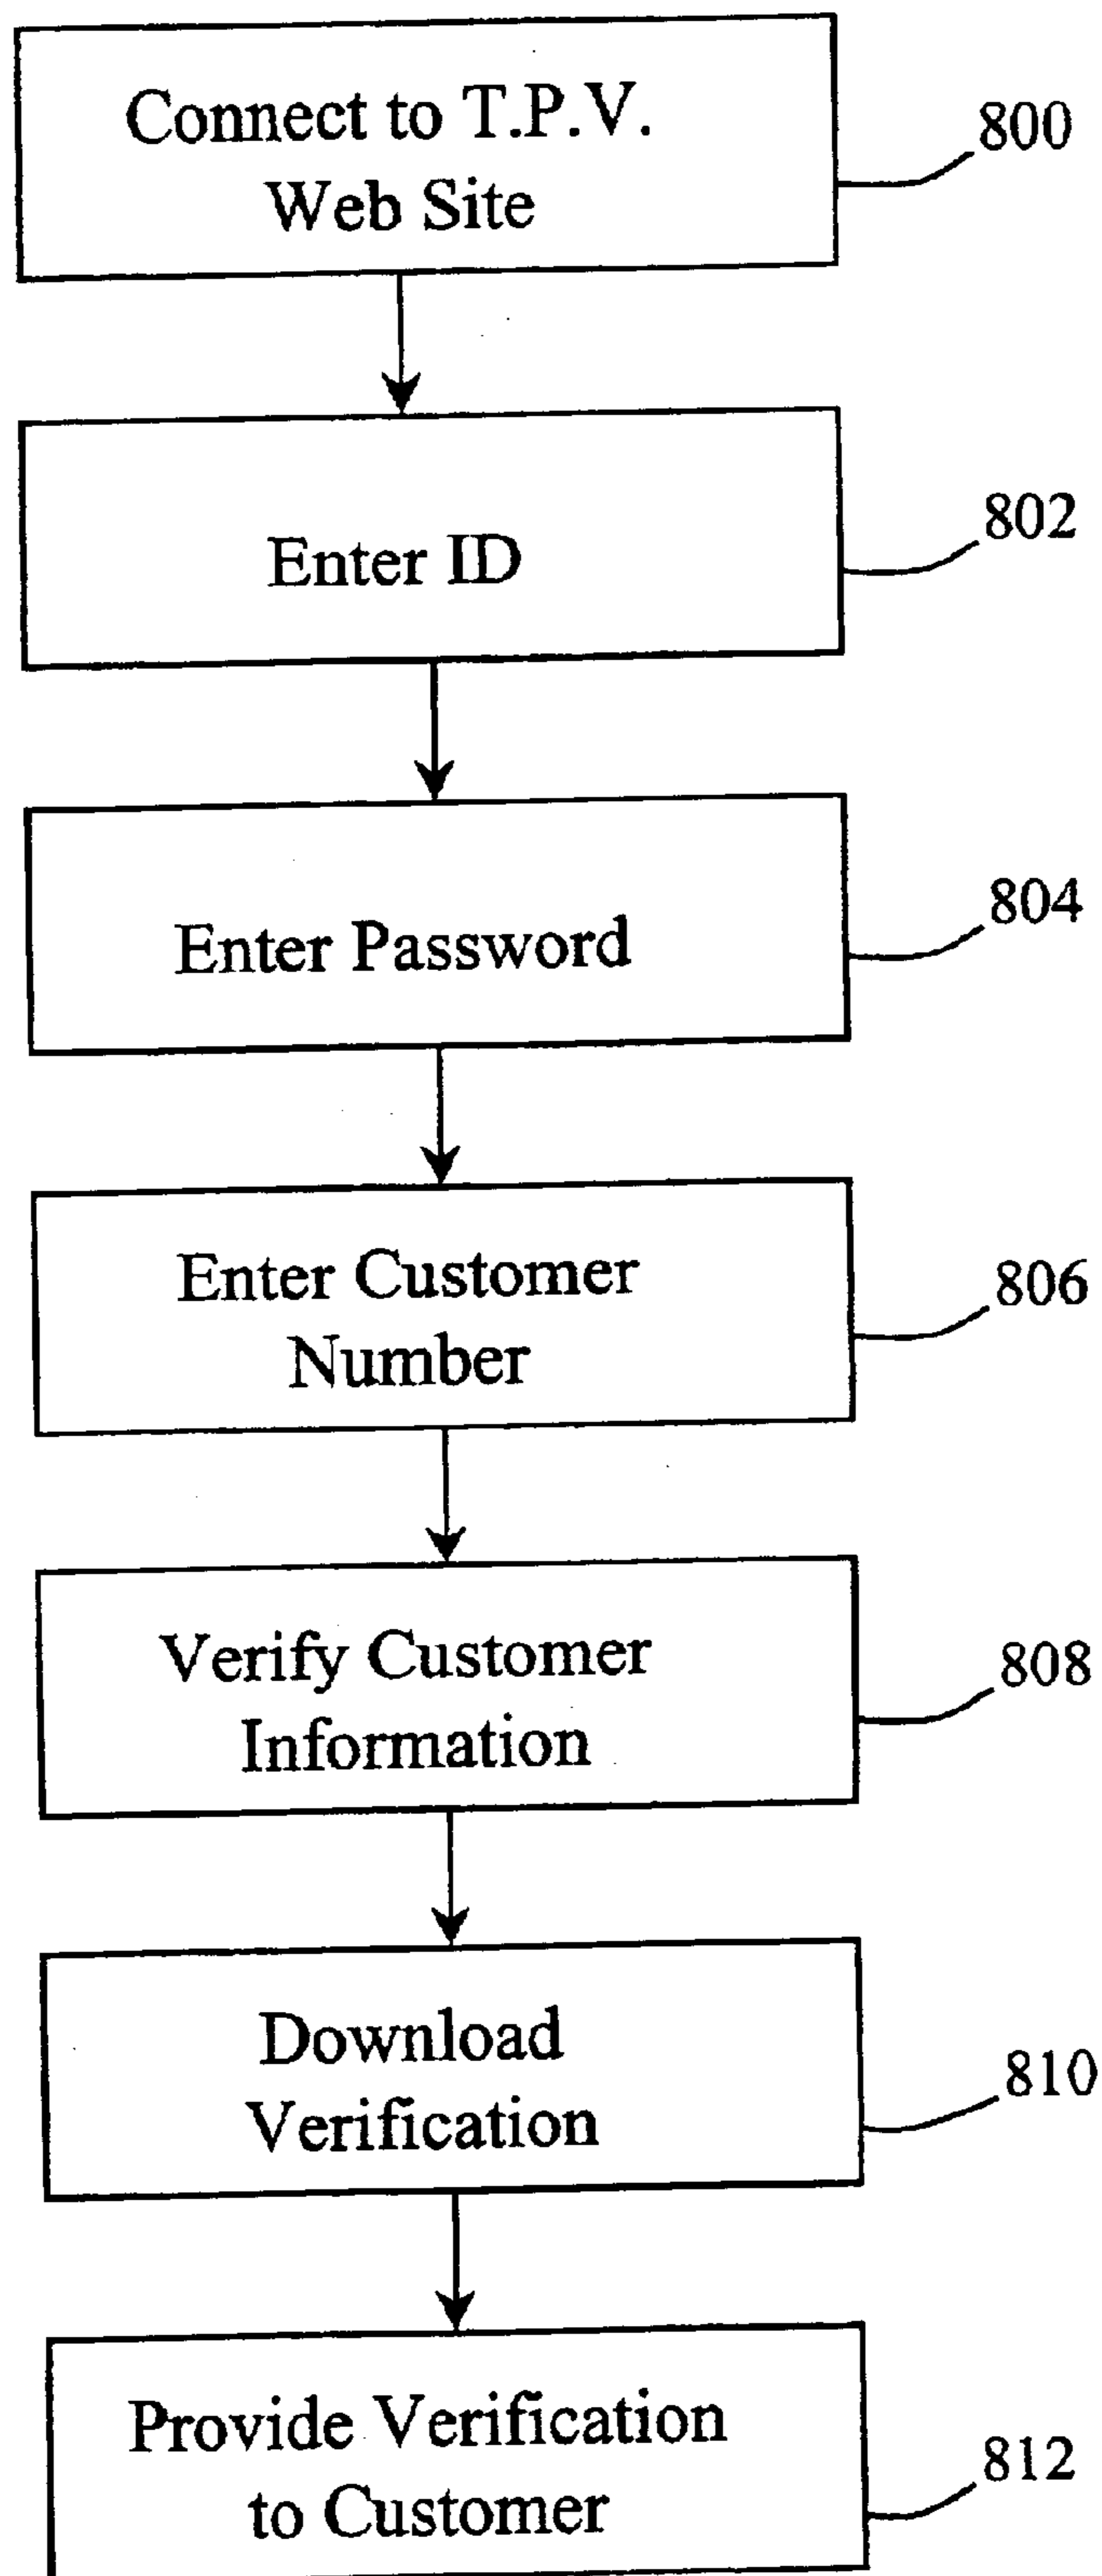 Connect to T.P.V.
Web Site
800
Enter ID
802
Enter Password
804
Enter Customer
Number
806
Verify Customer
Information
808
Download
Verification
810
Provide Verification
to Customer
812